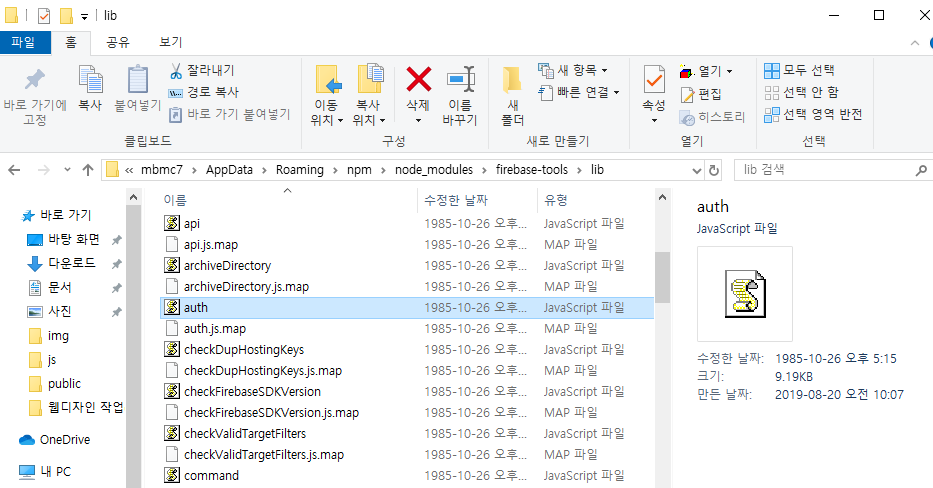 lib
파일 홈 공유 보기
바로 가기에 고정
복사
붙여넣기
잘라내기
경로 복사
바로 가기 붙여넣기
클립보드
이동 위치
복사 위치
삭제
이름 바꾸기
구성
새 폴더
새 항목
빠른 연결
새로 만들기
속성
열기
편집
히스토리
열기
모두 선택
선택 안 함
선택 영역 반전
선택
« mbmc7 > AppData > Roaming > npm > node_modules > firebase-tools > lib
lib 검색
바로 가기
바탕 화면
다운로드
문서
사진
img
js
public
웹디자인 작업
OneDrive
내 PC
이름 수정한 날짜 유형
api 1985-10-26 오후... JavaScript 파일
api.js.map 1985-10-26 오후... MAP 파일
archiveDirectory 1985-10-26 오후... JavaScript 파일
archiveDirectory.js.map 1985-10-26 오후... MAP 파일
auth 1985-10-26 오후... JavaScript 파일
auth.js.map 1985-10-26 오후... MAP 파일
checkDupHostingKeys 1985-10-26 오후... JavaScript 파일
checkDupHostingKeys.js.map 1985-10-26 오후... MAP 파일
checkFirebaseSDKVersion 1985-10-26 오후... JavaScript 파일
checkFirebaseSDKVersion.js.map 1985-10-26 오후... MAP 파일
checkValidTargetFilters 1985-10-26 오후... JavaScript 파일
checkValidTargetFilters.js.map 1985-10-26 오후... MAP 파일
command 1985-10-26 오후... JavaScript 파일
auth
JavaScript 파일
수정한 날짜: 1985-10-26 오후 5:15
크기: 9.19KB
만든 날짜: 2019-08-20 오전 10:07